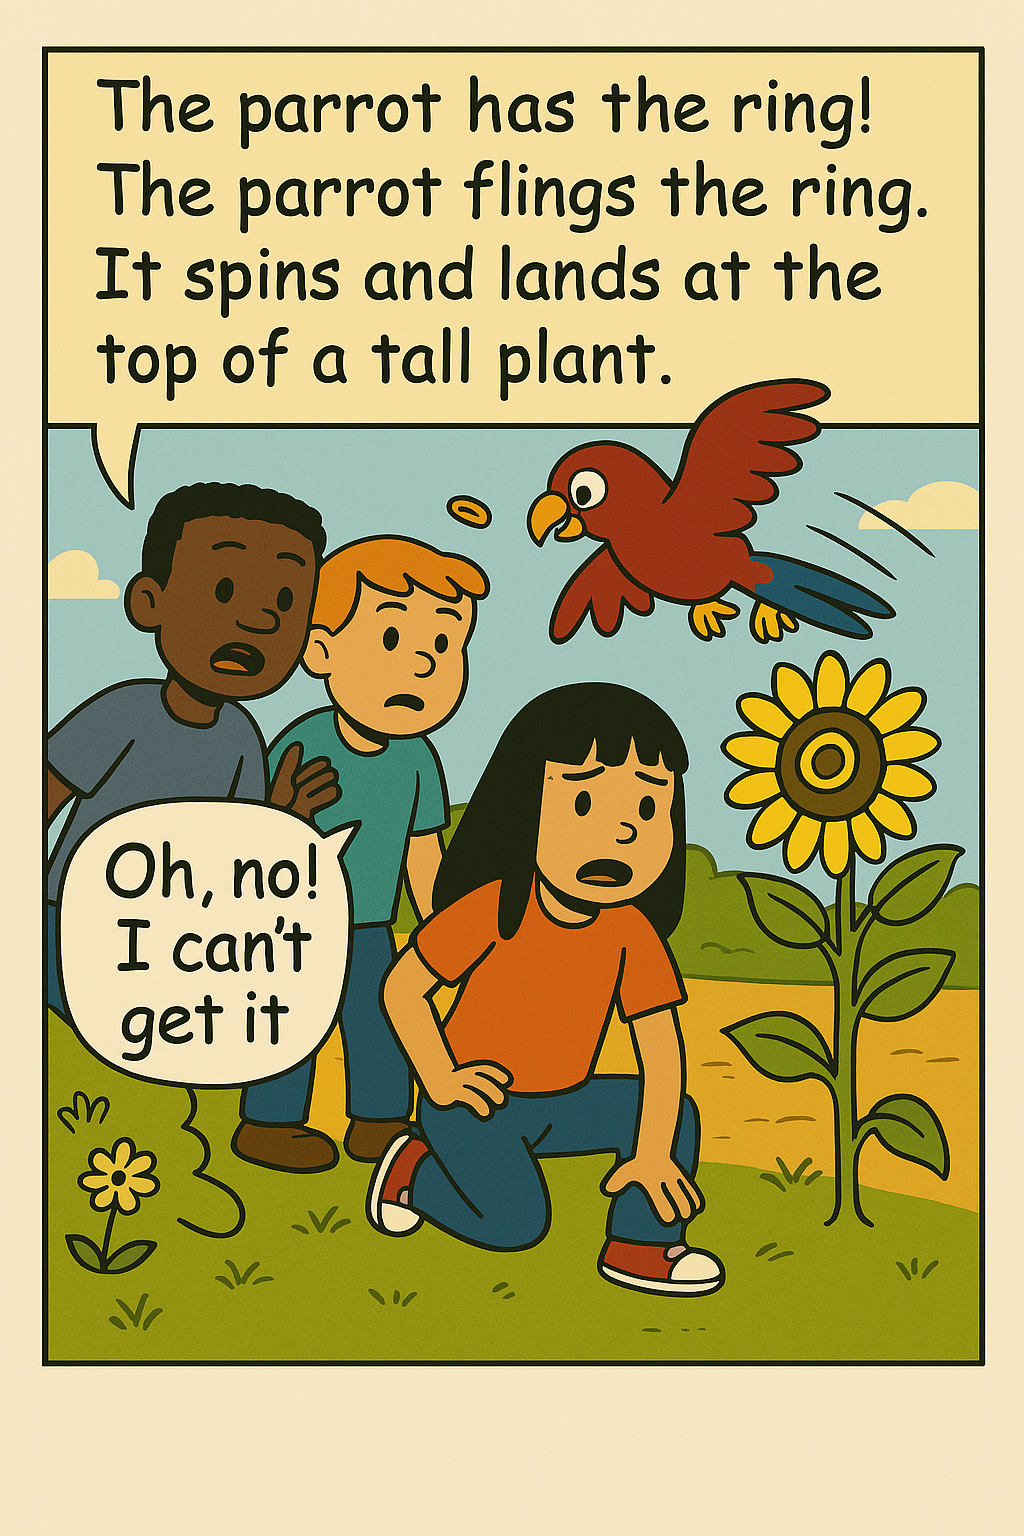 The parrot has the ring!
The parrot flings the ring.
It spins and lands at the
top of a tall plant.
Oh, no!
I can't
get it